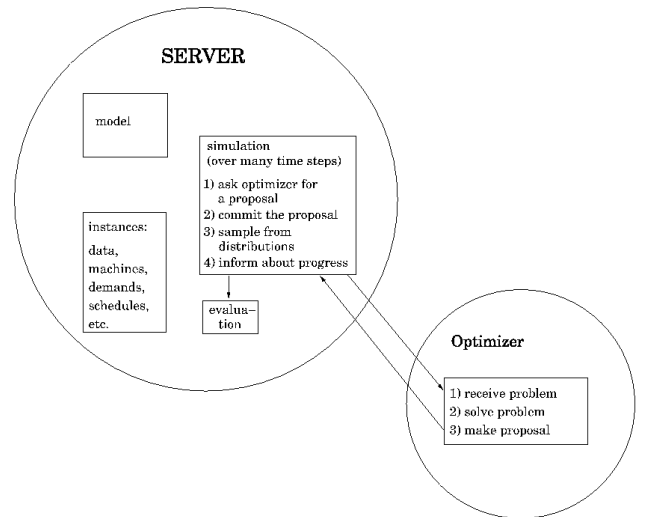 SERVER
model
simulation
(over many time steps)
1) ask optimizer for
a proposal
2) commit the proposal
3) sample from
distributions
4) inform about progress
instances:
data,
machines,
demands,
schedules,
etc.
evalua-
tion
Optimizer
1) receive problem
2) solve problem
3) make proposal